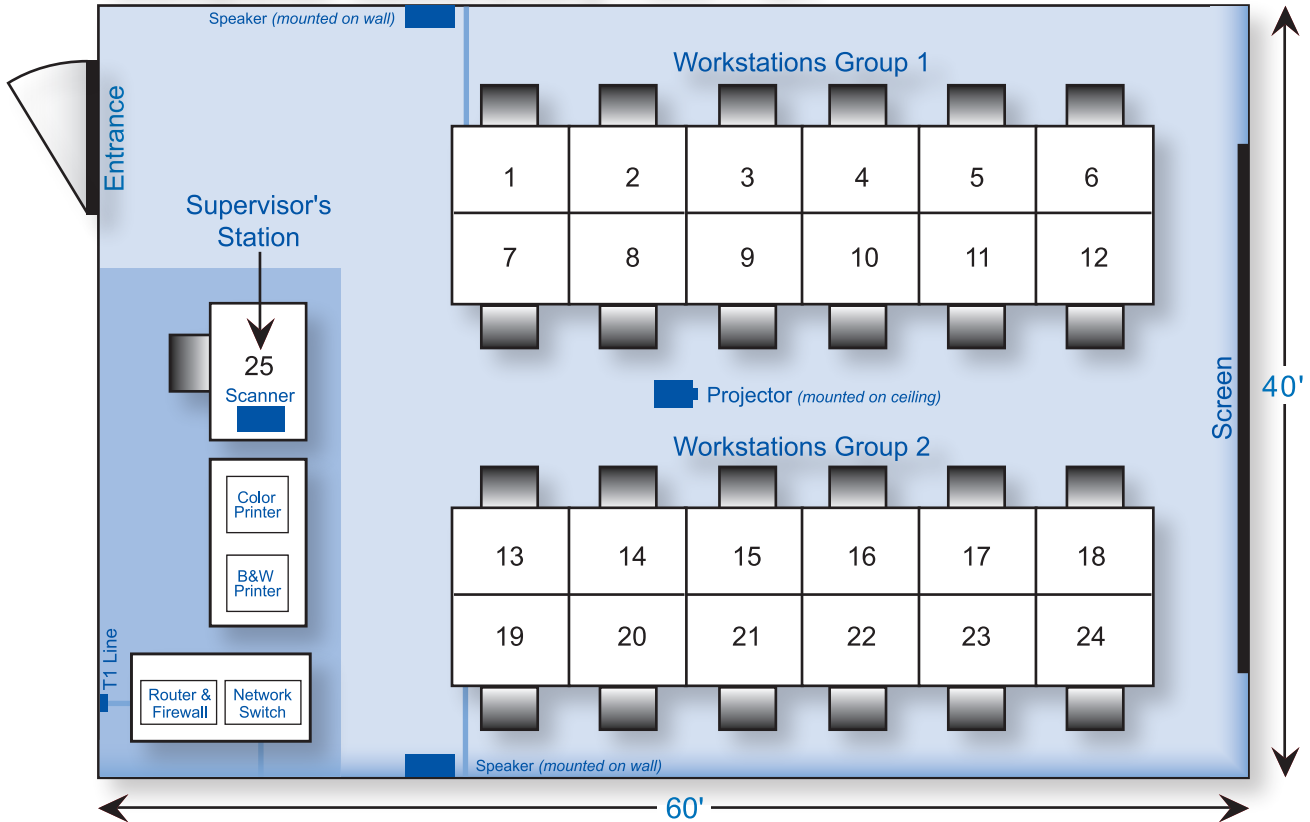 Speaker (mounted on wall)
Workstations Group 1
Entrance
1 2 3 4 5 6
Supervisor's
Station
7 8 9 10 11 12
25
Scanner
Projector (mounted on ceiling)
Screen
40'
Workstations Group 2
Color
Printer
13 14 15 16 17 18
B&W
Printer
19 20 21 22 23 24
T1 Line
Router &
Firewall
Network
Switch
Speaker (mounted on wall)
60'